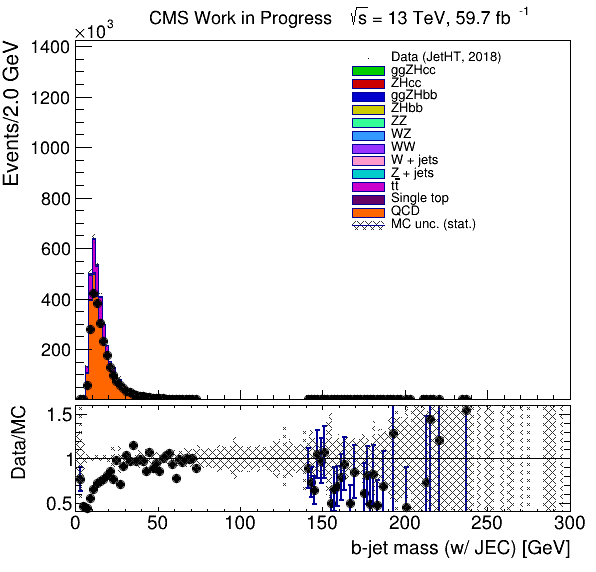 CMS Work in Progress √s = 13 TeV, 59.7 fb⁻¹
×10³
Events/2.0 GeV
1400
1200
1000
800
600
400
200
Data (JetHT, 2018)
ggZHcc
ZHcc
ggZHbb
ZHbb
ZZ
WZ
WW
W + jets
Z + jets
tt̅
Single top
QCD
MC unc. (stat.)
Data/MC
1.5
1
0.5
0 50 100 150 200 250 300
b-jet mass (w/ JEC) [GeV]